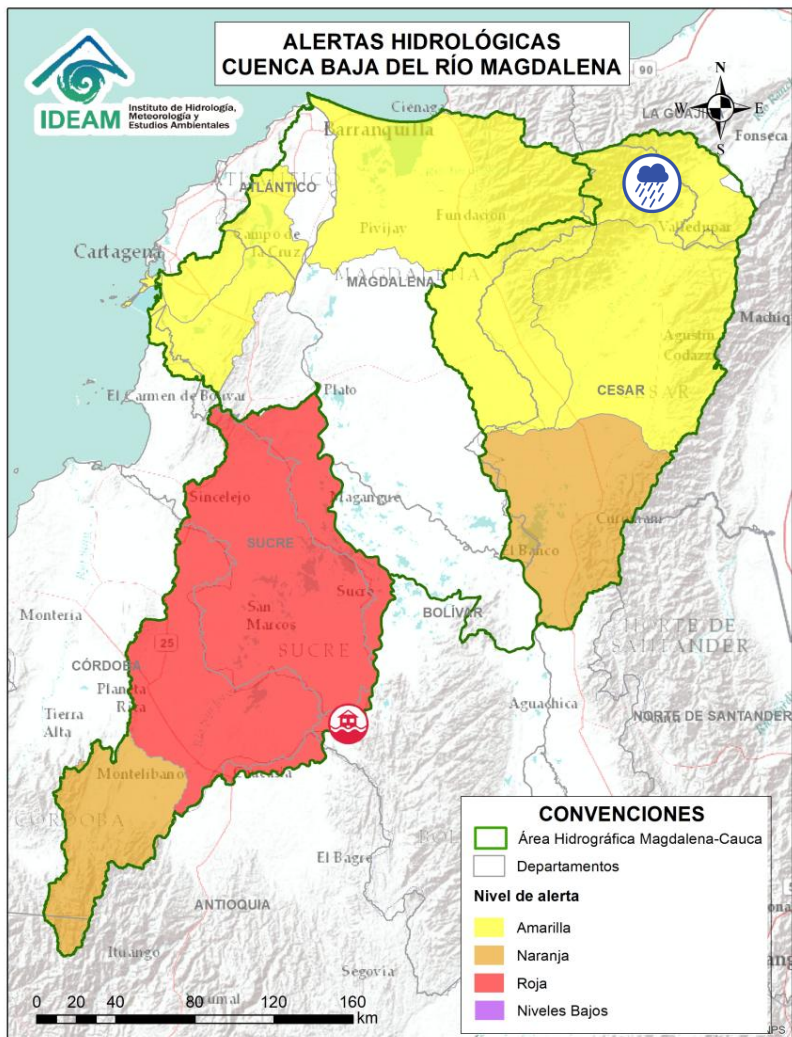 ALERTAS HIDROLÓGICAS
CUENCA BAJA DEL RÍO MAGDALENA
IDEAM
Instituto de Hidrología,
Meteorología y
Estudios Ambientales
N
W
E
S
90
LA GUAJIRA
Fonseca
Ciénaga
Barranquilla
ATLÁNTICO
Pivijay
Fundación
Valledupar
Campo de
la Cruz
Cartagena
MAGDALENA
MAGDALENA
Machiq
Agustín
Codazzi
CESAR
El Carmen de Bolívar
Plato
Sincelejo
Magangue
SUCRE
Curumaní
El Banco
Sucre
San
Marcos
BOLÍVAR
Montería
25
SUCRE
NORTE DE
SANTANDER
CÓRDOBA
Planeta
Rica
Tierra
Alta
Aguachica
NORTE DE SANTANDER
Montelíbano
CÓRDOBA
El Bagre
ANTIOQUIA
Ituango
Segovia
CONVENCIONES
Área Hidrográfica Magdalena-Cauca
Departamentos
Nivel de alerta
Amarilla
Naranja
Roja
Niveles Bajos
0 20 40 80 120 160
km